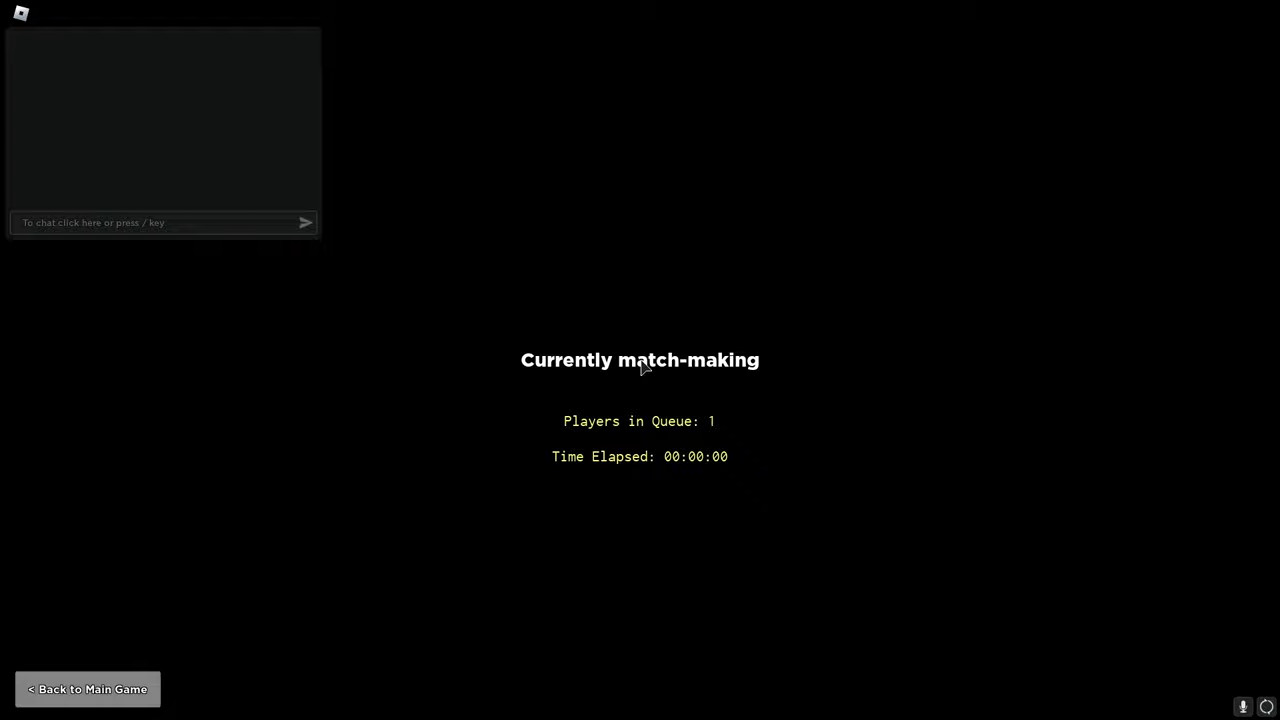 To chat click here or press / key
Currently match-making
Players in Queue: 1
Time Elapsed: 00:00:00
< Back to Main Game